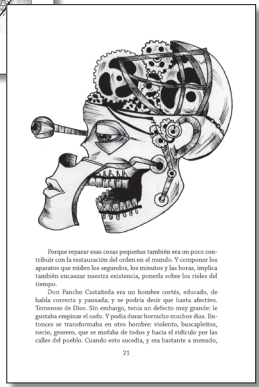 Porque reparar esas cosas pequeñas también era un poco con-
tribuir con la restauración del orden en el mundo. Y componer los
aparatos que miden los segundos, los minutos y las horas, implica
también encauzar nuestra existencia, ponerla sobre los rieles del
tiempo.
Don Pancho Castañeda era un hombre cortés, educado, de
habla correcta y pausada; y se podría decir que hasta afectivo.
Temeroso de Dios. Sin embargo, tenía un defecto muy grande: le
gustaba empinar el codo. Y podía durar borracho muchos días. En-
tonces se transformaba en otro hombre: violento, buscapleitos,
necio, grosero, que se mofaba de todos y hacía el ridículo por las
calles del pueblo. Cuando esto sucedía, y era bastante a menudo,
21